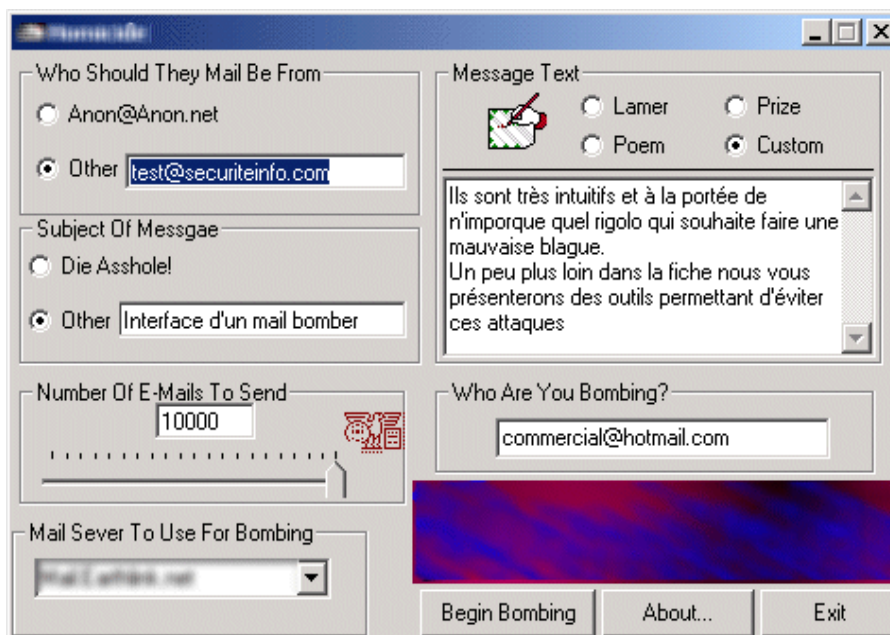 Who Should They Mail Be From
Anon@Anon.net
Other test@securiteinfo.com
Subject Of Messgae
Die Asshole!
Other Interface d'un mail bomber
Number Of E-Mails To Send
10000
Mail Sever To Use For Bombing
Message Text
Lamer Prize
Poem Custom
Ils sont très intuitifs et à la portée de
n'imporque quel rigolo qui souhaite faire une
mauvaise blague.
Un peu plus loin dans la fiche nous vous
présenterons des outils permettant d'éviter
ces attaques
Who Are You Bombing?
commercial@hotmail.com
Begin Bombing About... Exit